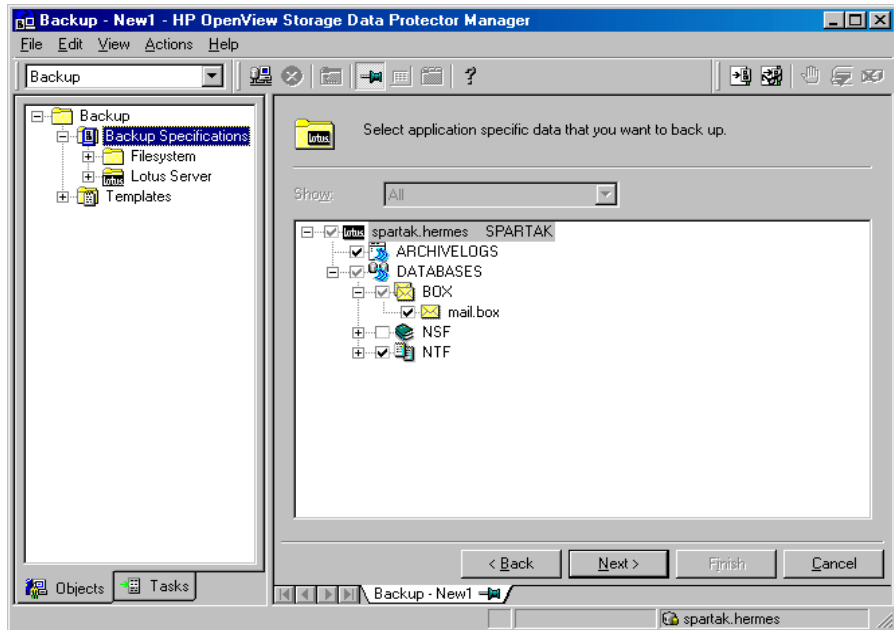 Backup - New1 - HP OpenView Storage Data Protector Manager
File Edit View Actions Help
Backup
?
Backup
Backup Specifications
Filesystem
Lotus Server
Templates
Lotus
Select application specific data that you want to back up.
Show: All
Lotus spartak.hermes SPARTAK
ARCHIVELOGS
DATABASES
BOX
mail.box
NSF
NTF
< Back Next > Finish Cancel
Objects Tasks
Backup - New1
spartak.hermes